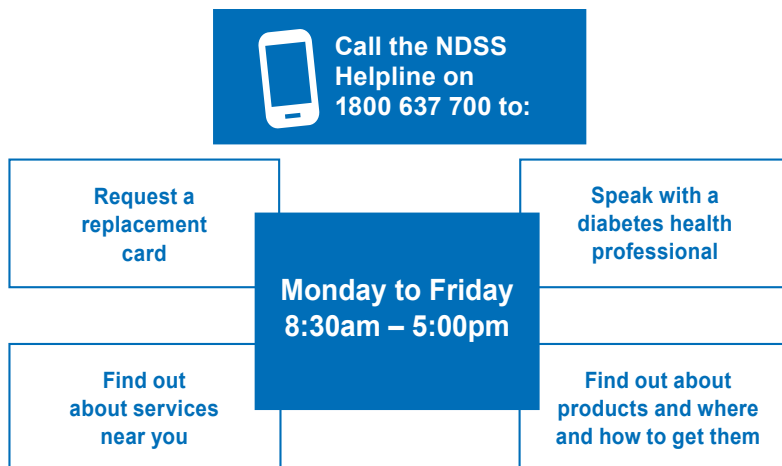 Call the NDSS
Helpline on
1800 637 700 to:
Request a
replacement
card
Speak with a
diabetes health
professional
Monday to Friday
8:30am – 5:00pm
Find out
about services
near you
Find out about
products and where
and how to get them